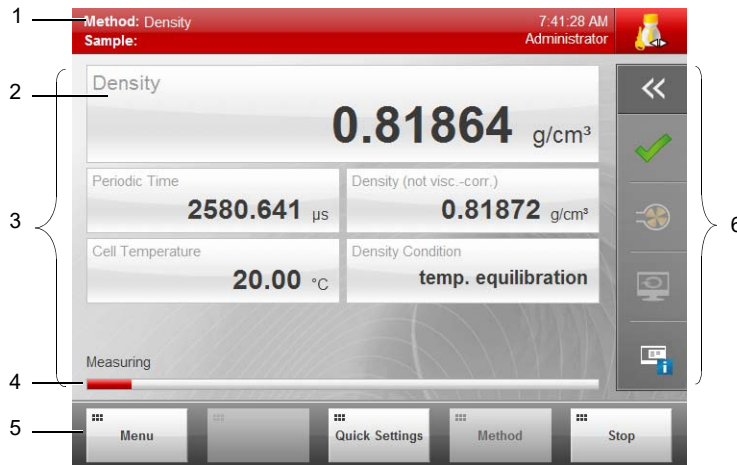 1
Method: Density
7:41:28 AM
Sample:
Administrator
2
Density
0.81864 g/cm³
3
Periodic Time
2580.641 µs
Density (not visc.-corr.)
0.81872 g/cm³
6
Cell Temperature
20.00 °C
Density Condition
temp. equilibration
Measuring
4
5
Menu
Quick Settings
Method
Stop